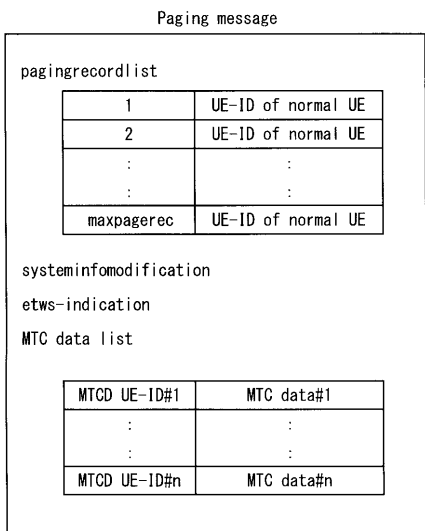 Paging message
pagingrecordlist
1 UE-ID of normal UE
2 UE-ID of normal UE
: :
: :
maxpagerec UE-ID of normal UE
systeminfomodification
etws-indication
MTC data list
MTCD UE-ID#1 MTC data#1
: :
: :
MTCD UE-ID#n MTC data#n